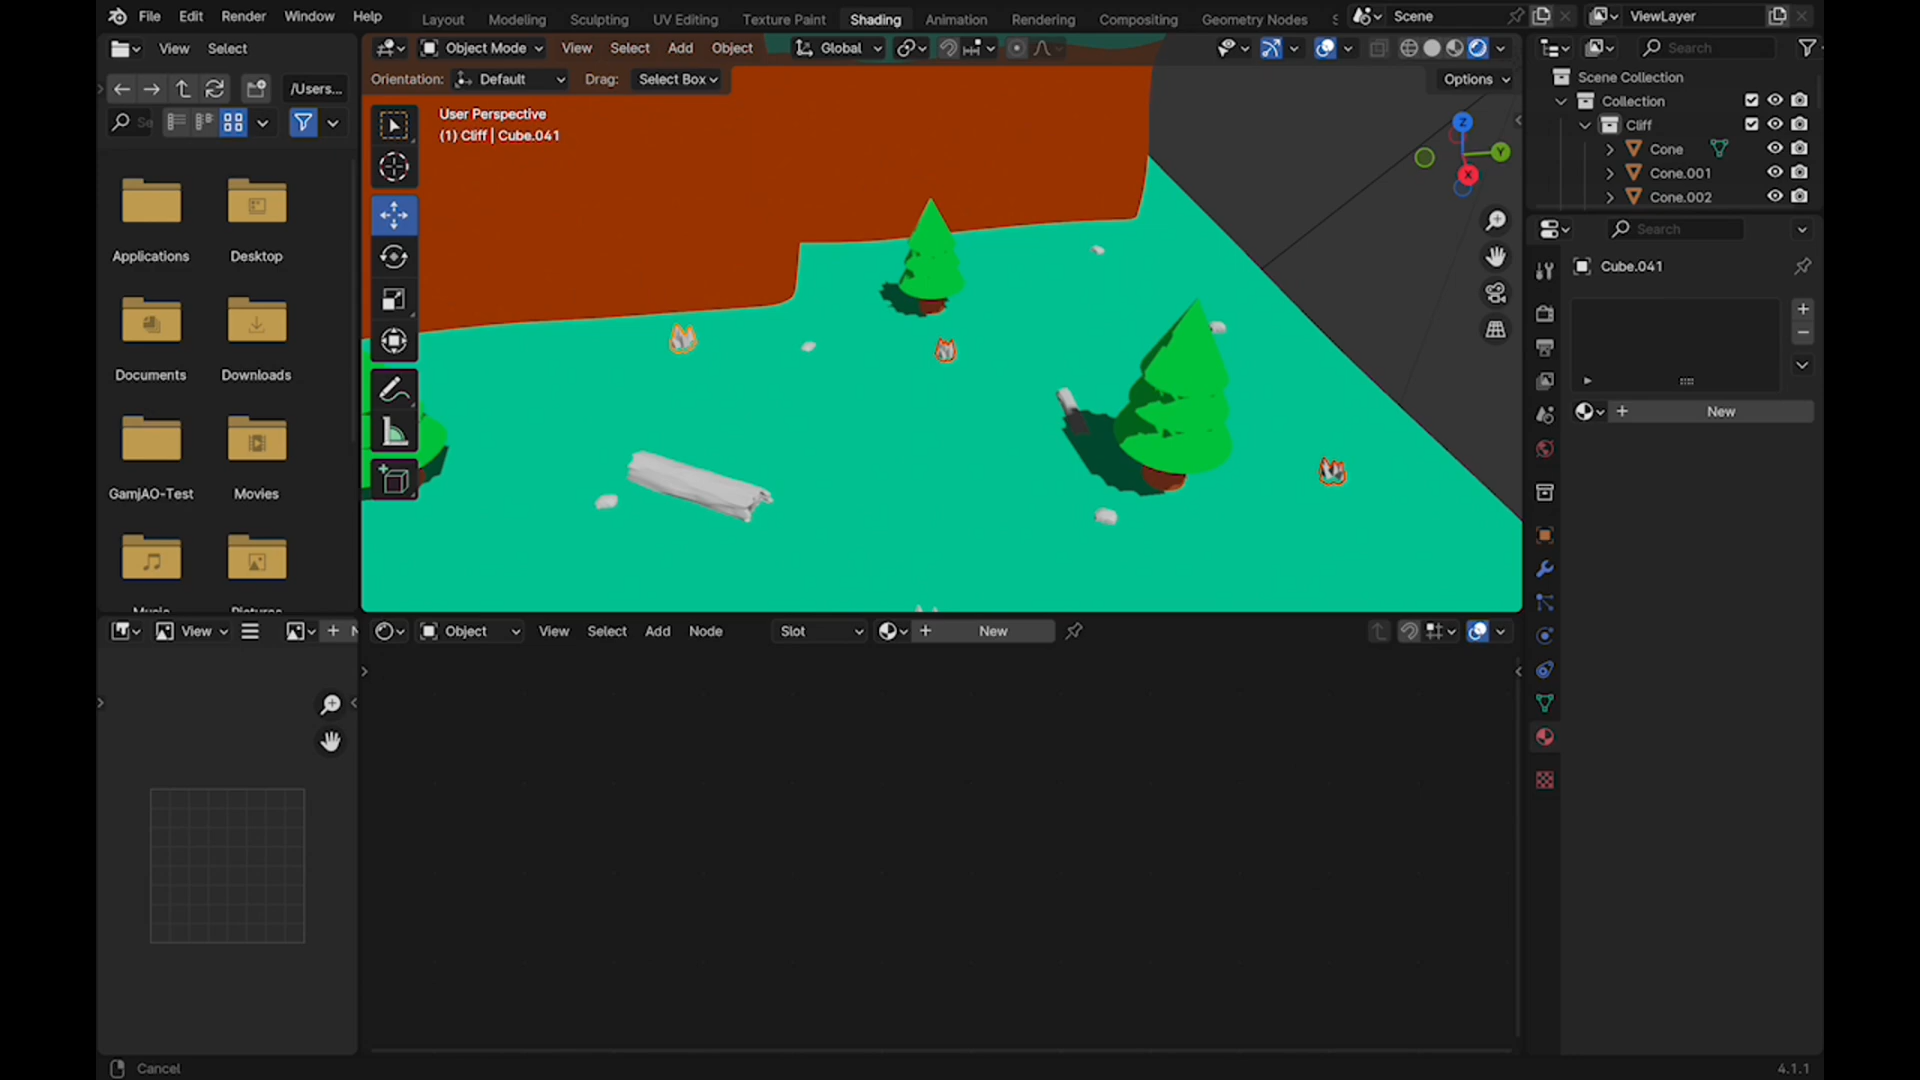 File Edit Render Window Help
Layout Modeling Sculpting UV Editing Texture Paint Shading Animation Rendering Compositing Geometry Nodes S
Scene
ViewLayer
View Select
Object Mode View Select Add Object
Global
Search
Orientation: Default Drag: Select Box
Options
/Users...
Se
Scene Collection
Collection
Cliff
Cone
Cone.001
Cone.002
User Perspective
(1) Cliff | Cube.041
Z
Y
X
Search
Cube.041
New
Applications
Desktop
Documents
Downloads
GamjAO-Test
Movies
Music
Pictures
View
Object View Select Add Node
Slot
New
Cancel
4.1.1